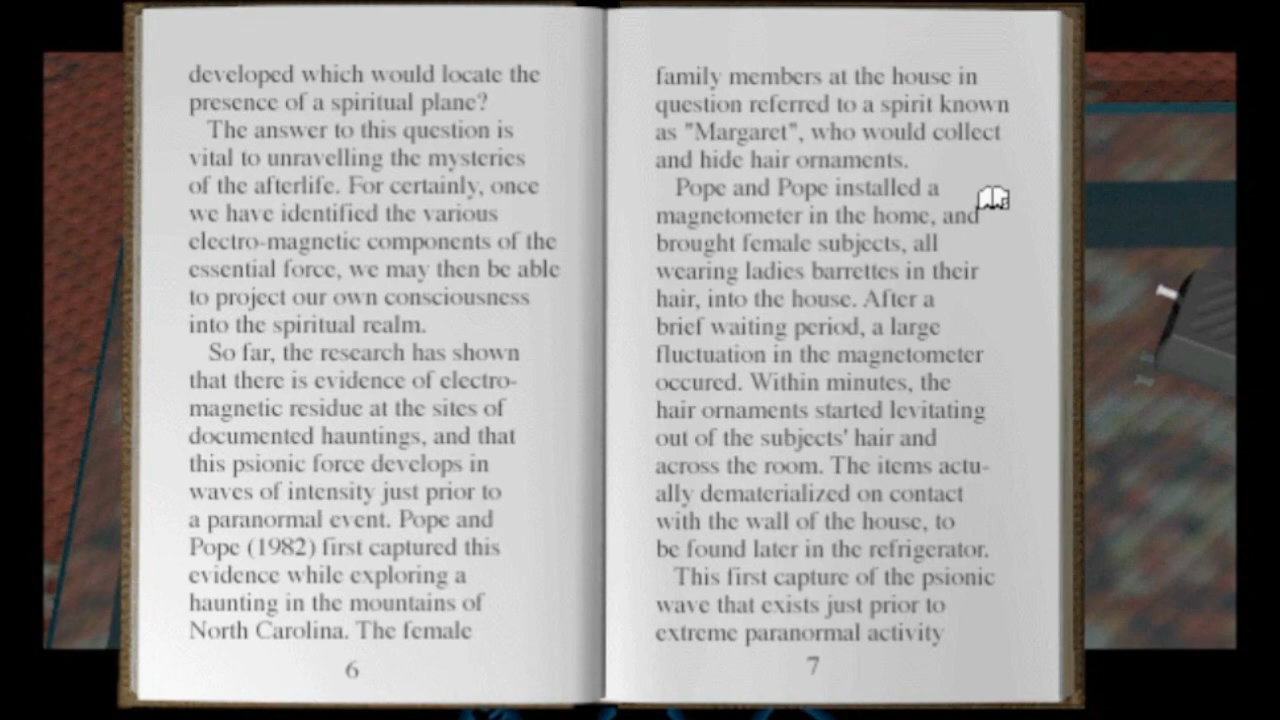 developed which would locate the
presence of a spiritual plane?
The answer to this question is
vital to unravelling the mysteries
of the afterlife. For certainly, once
we have identified the various
electro-magnetic components of the
essential force, we may then be able
to project our own consciousness
into the spiritual realm.
So far, the research has shown
that there is evidence of electro-
magnetic residue at the sites of
documented hauntings, and that
this psionic force develops in
waves of intensity just prior to
a paranormal event. Pope and
Pope (1982) first captured this
evidence while exploring a
haunting in the mountains of
North Carolina. The female
6
family members at the house in
question referred to a spirit known
as "Margaret", who would collect
and hide hair ornaments.
Pope and Pope installed a
magnetometer in the home, and
brought female subjects, all
wearing ladies barrettes in their
hair, into the house. After a
brief waiting period, a large
fluctuation in the magnetometer
occured. Within minutes, the
hair ornaments started levitating
out of the subjects' hair and
across the room. The items actu-
ally dematerialized on contact
with the wall of the house, to
be found later in the refrigerator.
This first capture of the psionic
wave that exists just prior to
extreme paranormal activity
7